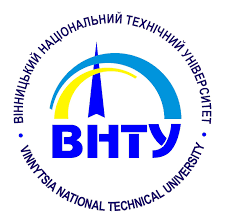 ВІННИЦЬКИЙ НАЦІОНАЛЬНИЙ ТЕХНІЧНИЙ УНІВЕРСИТЕТ
ВНТУ
VINNYTSIA NATIONAL TECHNICAL UNIVERSITY